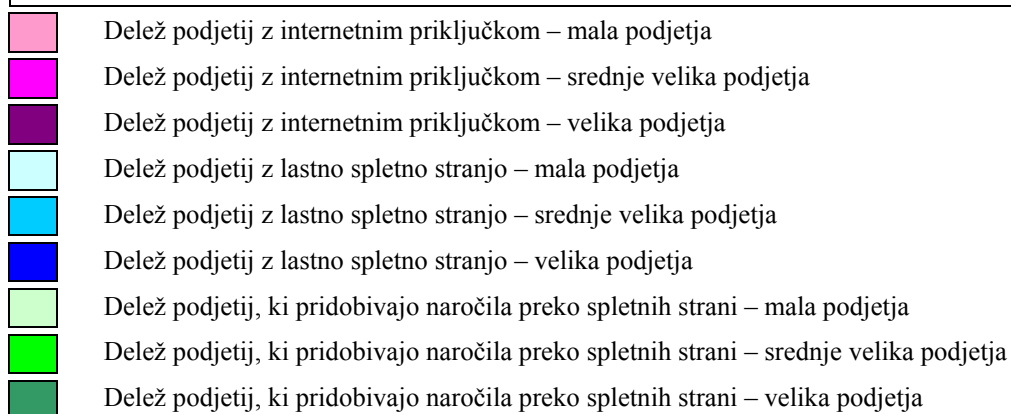 Delež podjetij z internetnim priključkom – mala podjetja
Delež podjetij z internetnim priključkom – srednje velika podjetja
Delež podjetij z internetnim priključkom – velika podjetja
Delež podjetij z lastno spletno stranjo – mala podjetja
Delež podjetij z lastno spletno stranjo – srednje velika podjetja
Delež podjetij z lastno spletno stranjo – velika podjetja
Delež podjetij, ki pridobivajo naročila preko spletnih strani – mala podjetja
Delež podjetij, ki pridobivajo naročila preko spletnih strani – srednje velika podjetja
Delež podjetij, ki pridobivajo naročila preko spletnih strani – velika podjetja